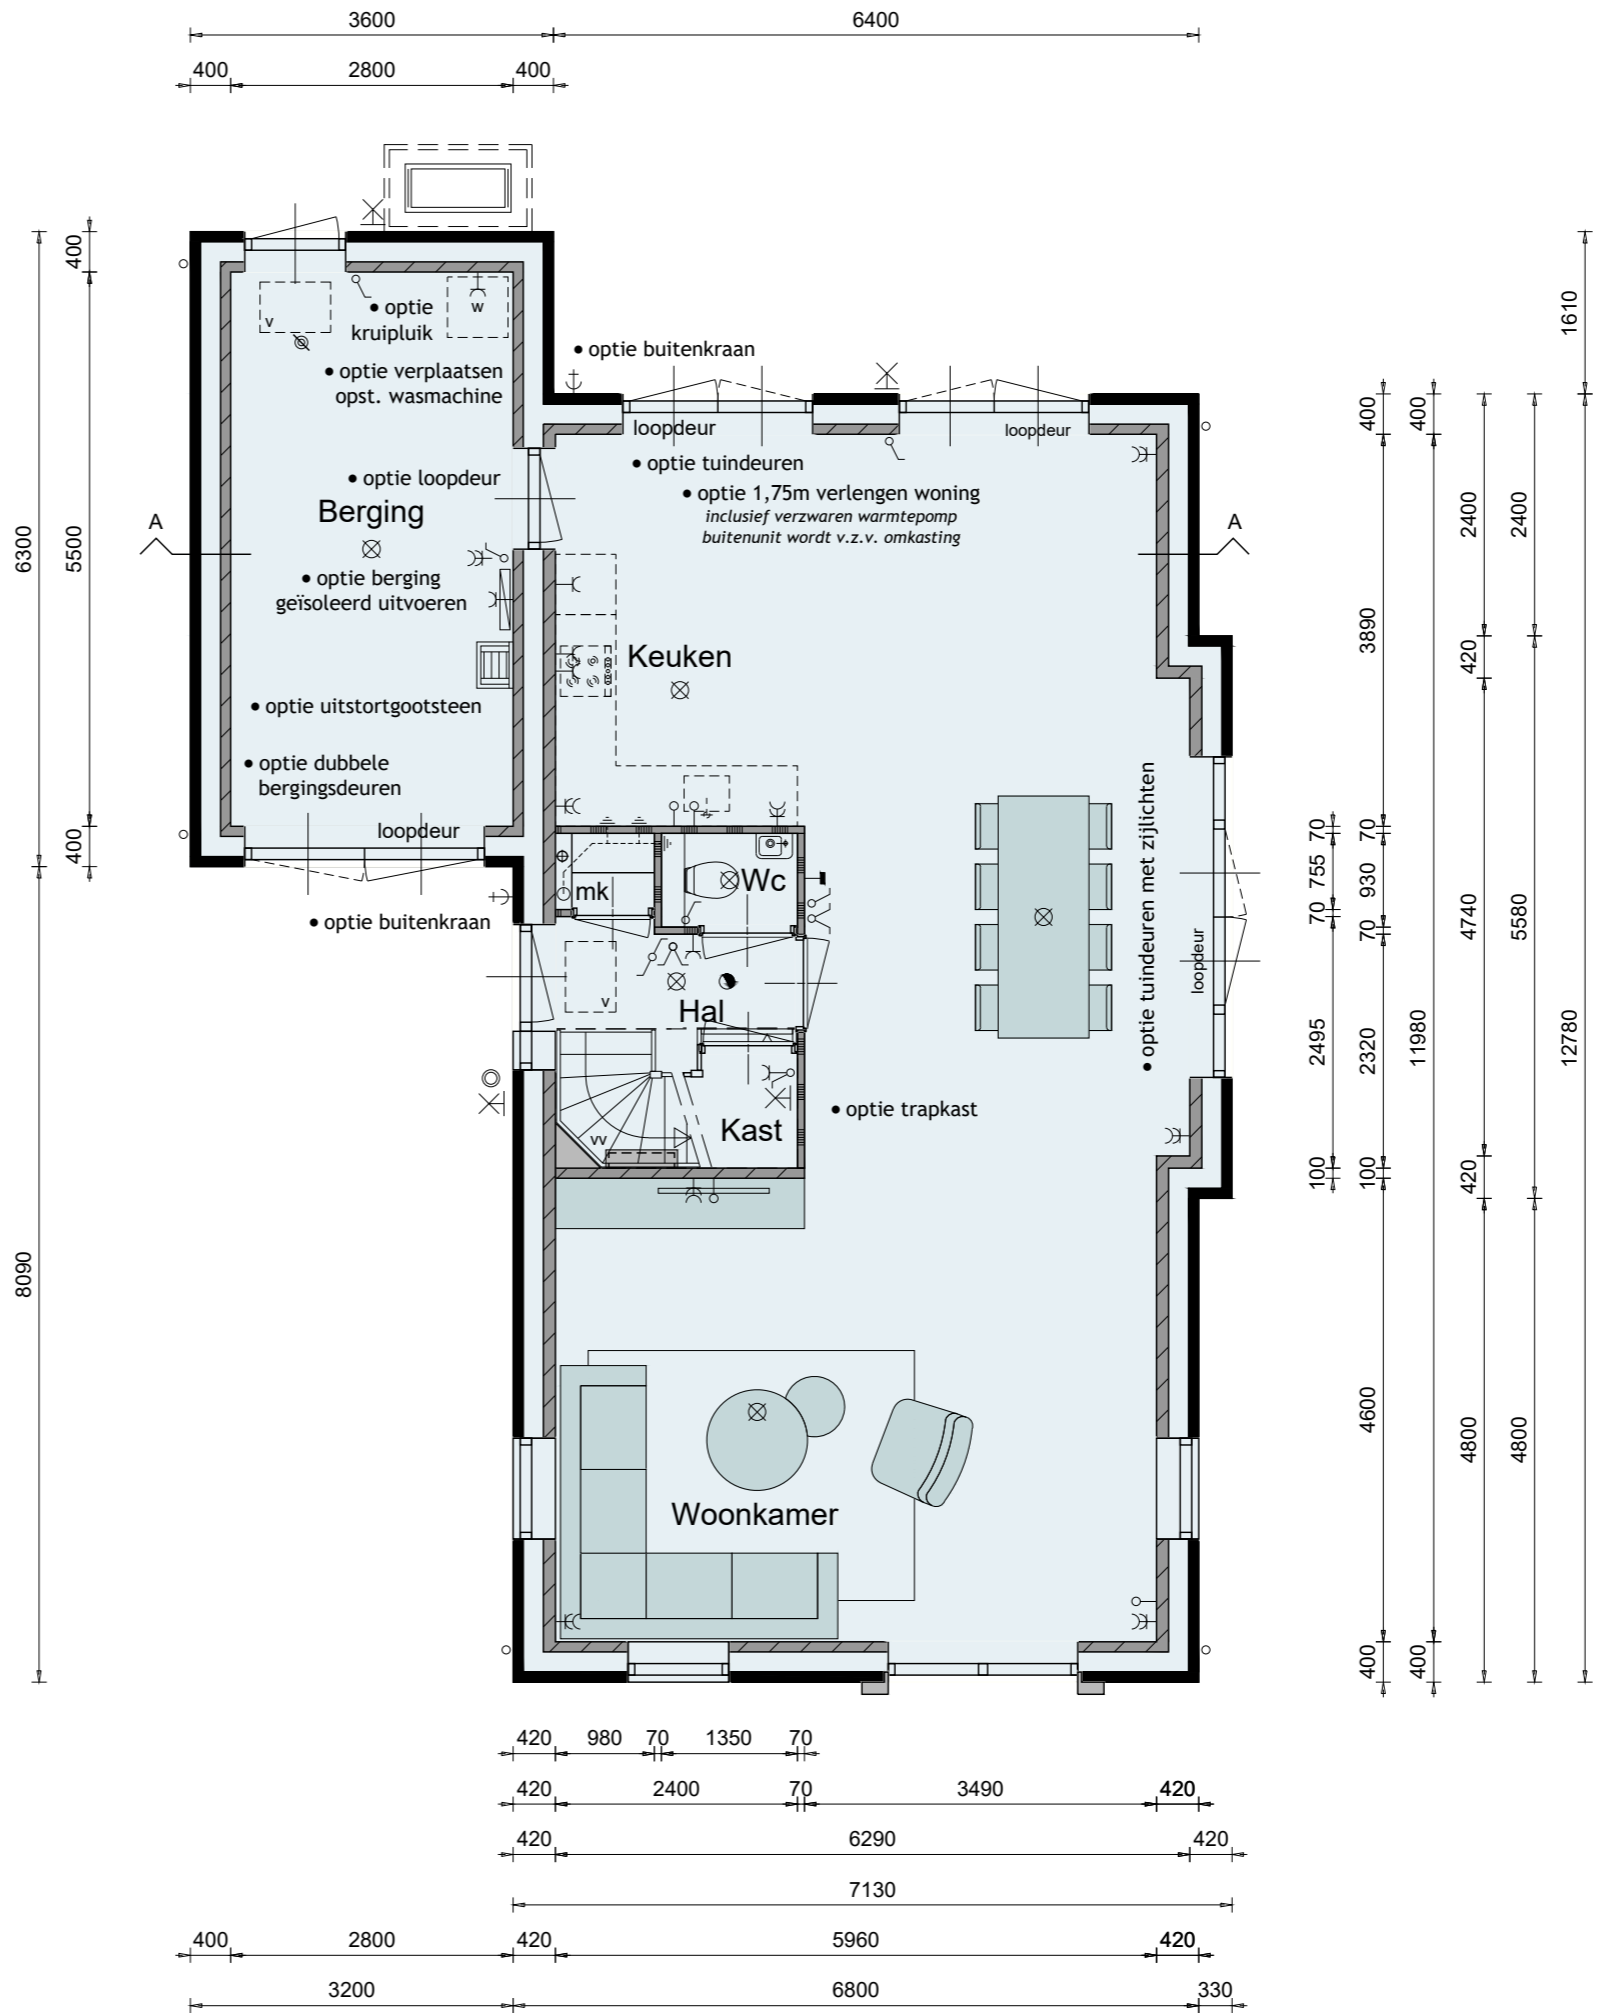 3600 6400
400 2800 400
400
1610
• optie
kruipluik
v
w
• optie buitenkraan
• optie verplaatsen
opst. wasmachine
400 400
loopdeur loopdeur
• optie tuindeuren
• optie loopdeur
• optie 1,75m verlengen woning
inclusief verzwaren warmtepomp
buitenunit wordt v.z.v. omkasting
Berging
A A
2400 2400
6300 5500
• optie berging
geïsoleerd uitvoeren
3890
Keuken
420
• optie uitstortgootsteen
• optie dubbele
bergingsdeuren
loopdeur
400
70 70
755 930
mk
Wc
• optie tuindeuren met zijlichten
• optie buitenkraan
70 70
4740 5580
loopdeur
v
Hal
2495 2320 11980 12780
• optie trapkast
Kast
vv
100 100
420
8090
4600
4800 4800
Woonkamer
400 400
420 980 70 1350 70
420 2400 70 3490 420
420 6290 420
7130
400 2800 420 5960 420
3200 6800 330